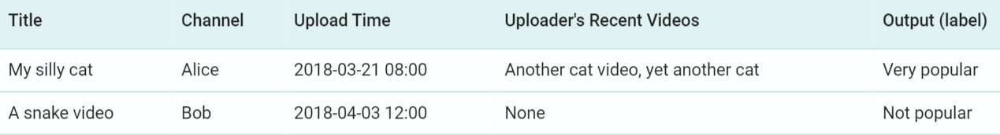 Title Channel Upload Time Uploader's Recent Videos Output (label)
My silly cat Alice 2018-03-21 08:00 Another cat video, yet another cat Very popular
A snake video Bob 2018-04-03 12:00 None Not popular